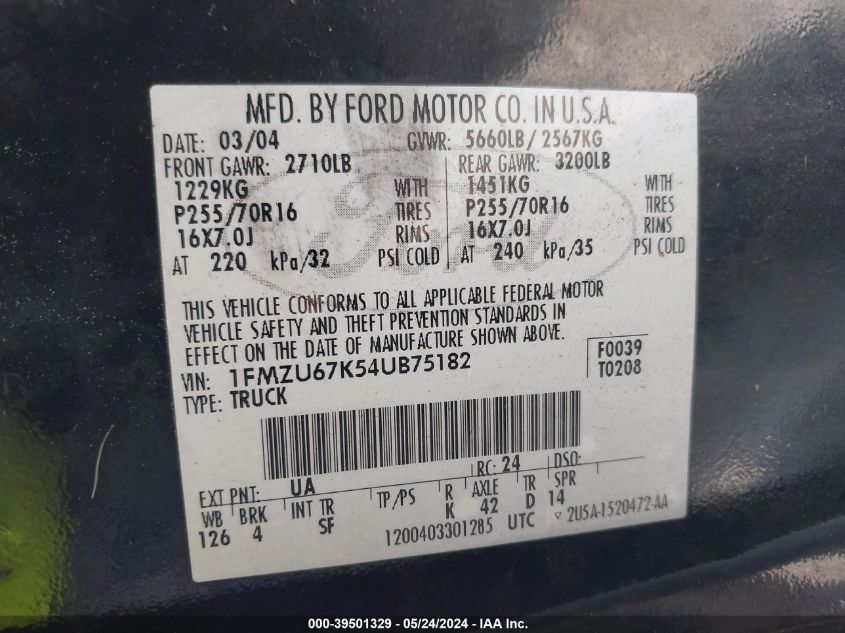 MFD. BY FORD MOTOR CO. IN U.S.A.
DATE: 03/04 GVWR: 5660LB/ 2567KG
FRONT GAWR: 2710LB REAR GAWR: 3200LB
1229KG WITH 1451KG WITH
P255/70R16 TIRES P255/70R16 TIRES
16X7.0J RIMS 16X7.0J RIMS
AT 220 kPa/32 PSI COLD AT 240 kPa/35 PSI COLD
Ford
THIS VEHICLE CONFORMS TO ALL APPLICABLE FEDERAL MOTOR
VEHICLE SAFETY AND THEFT PREVENTION STANDARDS IN
EFFECT ON THE DATE OF MANUFACTURE SHOWN ABOVE.
F0039
VIN: 1FMZU67K54UB75182
T0208
TYPE: TRUCK
EXT PNT: UA RC: 24 DSO:
WB BRK INT TR TP/PS R AXLE TR SPR
126 4 SF K 42 D 14
1200403301285 UTC ▽ 2U5A-1520472-AA
000-39501329 - 05/24/2024 - IAA Inc.